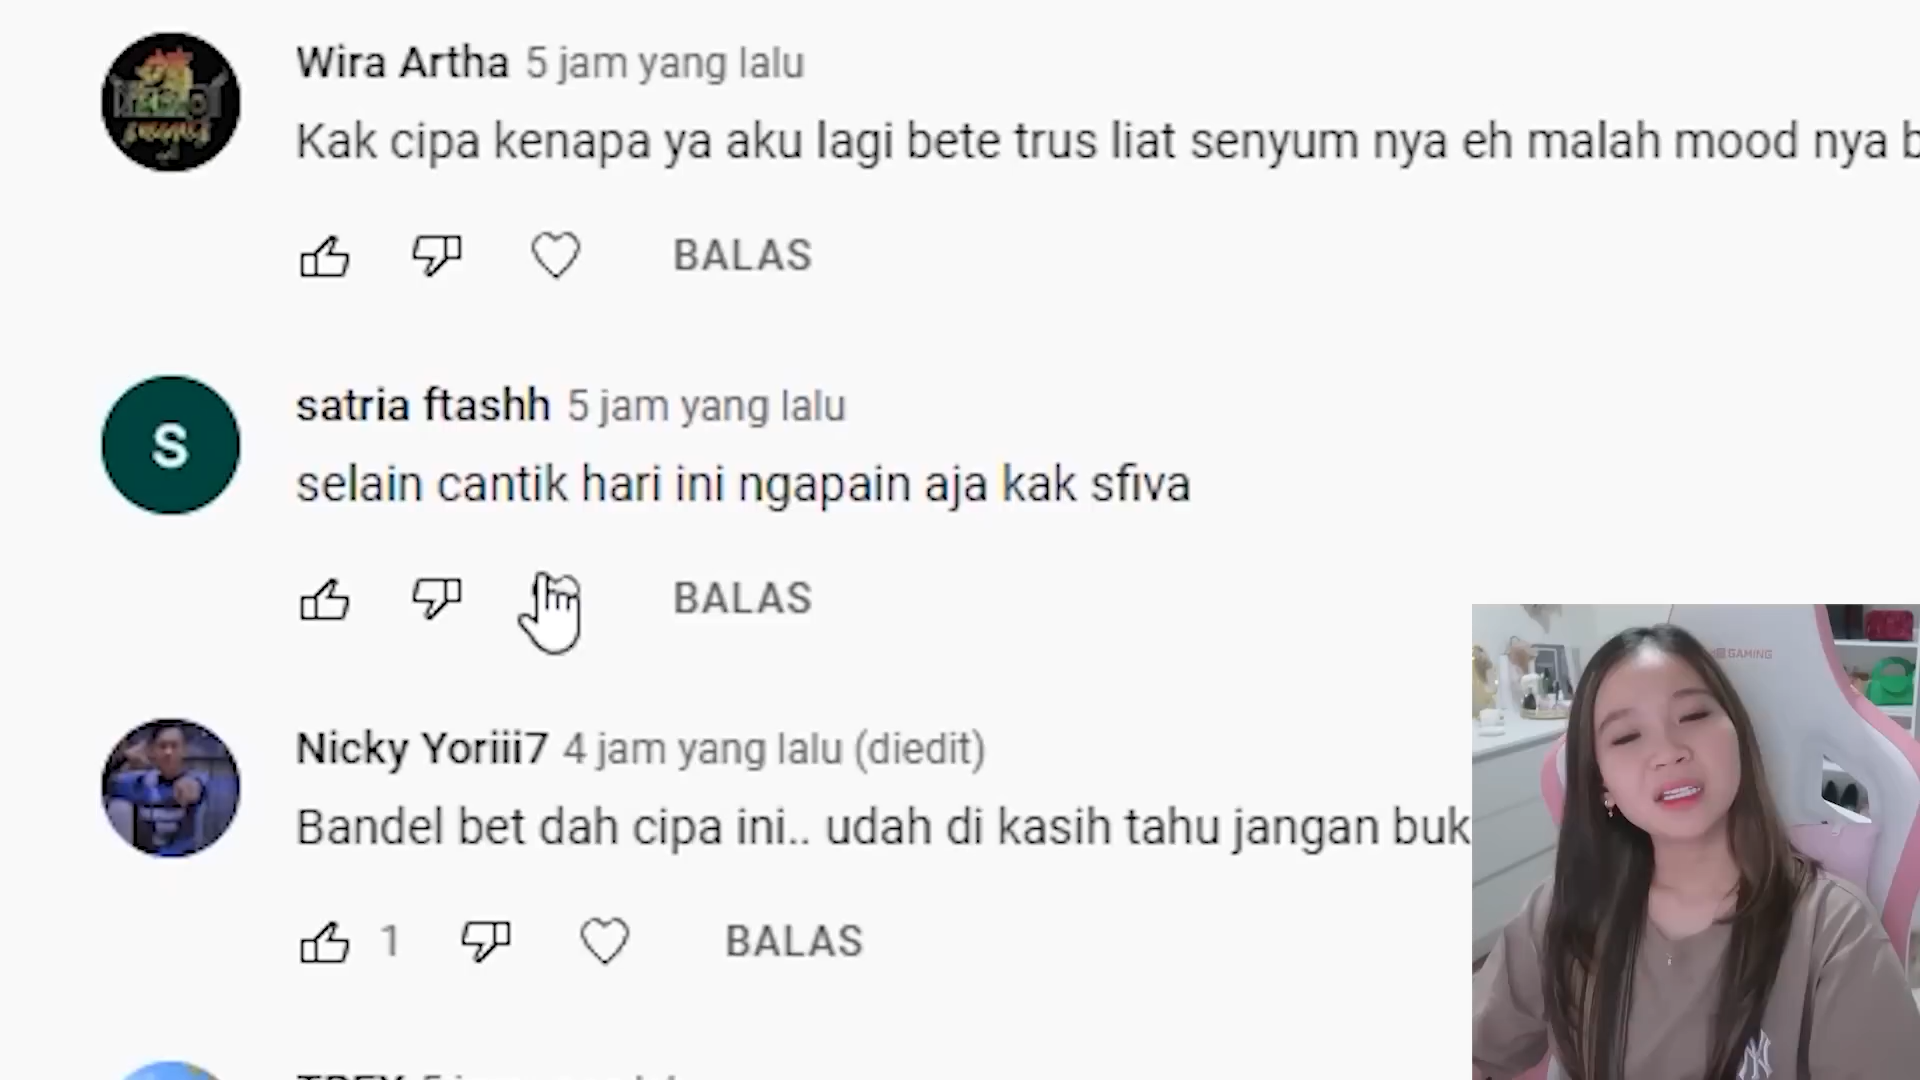 Wira Artha 5 jam yang lalu
Kak cipa kenapa ya aku lagi bete trus liat senyum nya eh malah mood nya
BALAS
satria ftashh 5 jam yang lalu
selain cantik hari ini ngapain aja kak sfiva
BALAS
S
Nicky Yoriii7 4 jam yang lalu (diedit)
Bandel bet dah cipa ini.. udah di kasih tahu jangan buk
1 BALAS
GAMING
NY